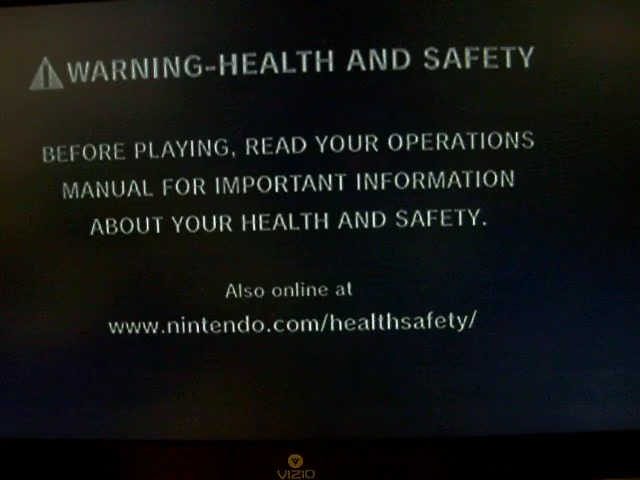 WARNING-HEALTH AND SAFETY
BEFORE PLAYING, READ YOUR OPERATIONS
MANUAL FOR IMPORTANT INFORMATION
ABOUT YOUR HEALTH AND SAFETY.
Also online at
www.nintendo.com/healthsafety/
VIZIO